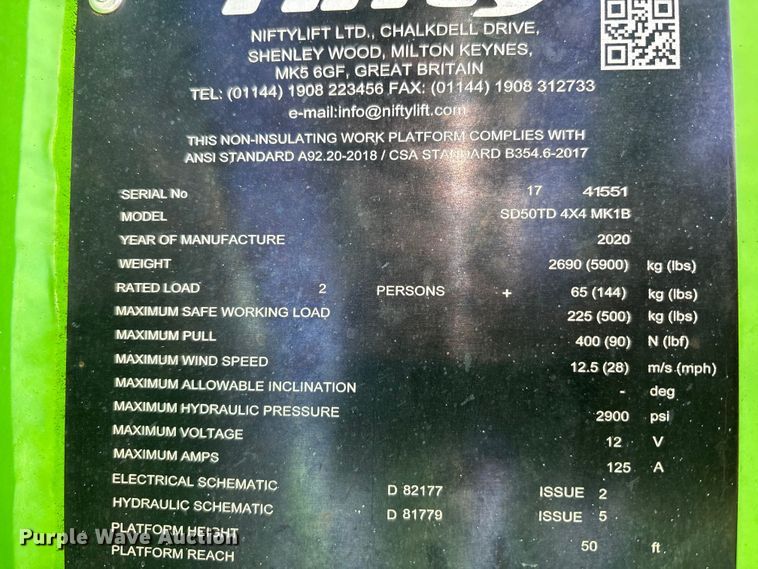 Nifty
NIFTYLIFT LTD., CHALKDELL DRIVE,
SHENLEY WOOD, MILTON KEYNES,
MK5 6GF, GREAT BRITAIN
TEL: (01144) 1908 223456 FAX: (01144) 1908 312733
e-mail:info@niftylift.com
THIS NON-INSULATING WORK PLATFORM COMPLIES WITH
ANSI STANDARD A92.20-2018 / CSA STANDARD B354.6-2017
SERIAL No 17 41551
MODEL SD50TD 4X4 MK1B
YEAR OF MANUFACTURE 2020
WEIGHT 2690 (5900) kg (lbs)
RATED LOAD 2 PERSONS + 65 (144) kg (lbs)
MAXIMUM SAFE WORKING LOAD 225 (500) kg (lbs)
MAXIMUM PULL 400 (90) N (lbf)
MAXIMUM WIND SPEED 12.5 (28) m/s (mph)
MAXIMUM ALLOWABLE INCLINATION - deg
MAXIMUM HYDRAULIC PRESSURE 2900 psi
MAXIMUM VOLTAGE 12 V
MAXIMUM AMPS 125 A
ELECTRICAL SCHEMATIC D 82177 ISSUE 2
HYDRAULIC SCHEMATIC D 81779 ISSUE 5
PLATFORM HEIGHT 50 ft
PLATFORM REACH
Purple Wave Auction